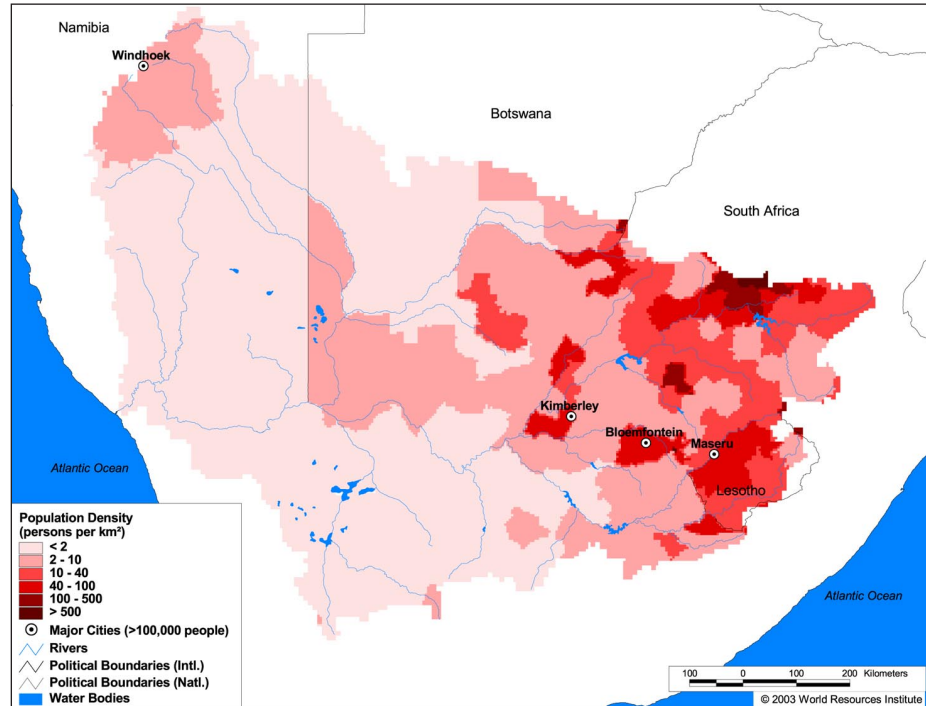 Namibia
Windhoek
Botswana
South Africa
Kimberley
Bloemfontein
Maseru
Lesotho
Atlantic Ocean
Atlantic Ocean
Population Density
(persons per km²)
< 2
2 - 10
10 - 40
40 - 100
100 - 500
> 500
Major Cities (>100,000 people)
Rivers
Political Boundaries (Intl.)
Political Boundaries (Natl.)
Water Bodies
100 0 100 200 Kilometers
© 2003 World Resources Institute